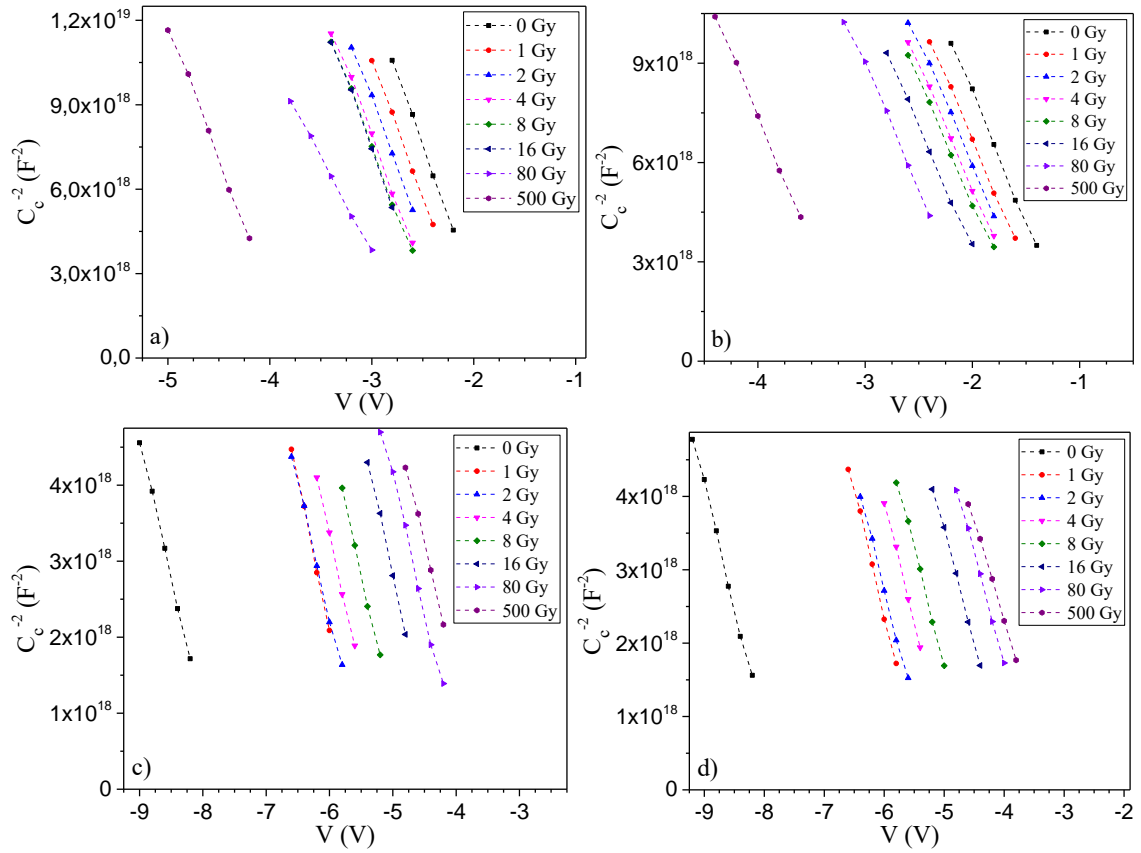 1,2x10^19
9,0x10^18
6,0x10^18
3,0x10^18
0,0
C_c^-2 (F^-2)
0 Gy
1 Gy
2 Gy
4 Gy
8 Gy
16 Gy
80 Gy
500 Gy
a)
-5 -4 -3 -2 -1
V (V)
9x10^18
6x10^18
3x10^18
0
C_c^-2 (F^-2)
0 Gy
1 Gy
2 Gy
4 Gy
8 Gy
16 Gy
80 Gy
500 Gy
b)
-4 -3 -2 -1
V (V)
4x10^18
3x10^18
2x10^18
1x10^18
0
C_c^-2 (F^-2)
0 Gy
1 Gy
2 Gy
4 Gy
8 Gy
16 Gy
80 Gy
500 Gy
c)
-9 -8 -7 -6 -5 -4 -3
V (V)
4x10^18
3x10^18
2x10^18
1x10^18
0
C_c^-2 (F^-2)
0 Gy
1 Gy
2 Gy
4 Gy
8 Gy
16 Gy
80 Gy
500 Gy
d)
-9 -8 -7 -6 -5 -4 -3 -2
V (V)